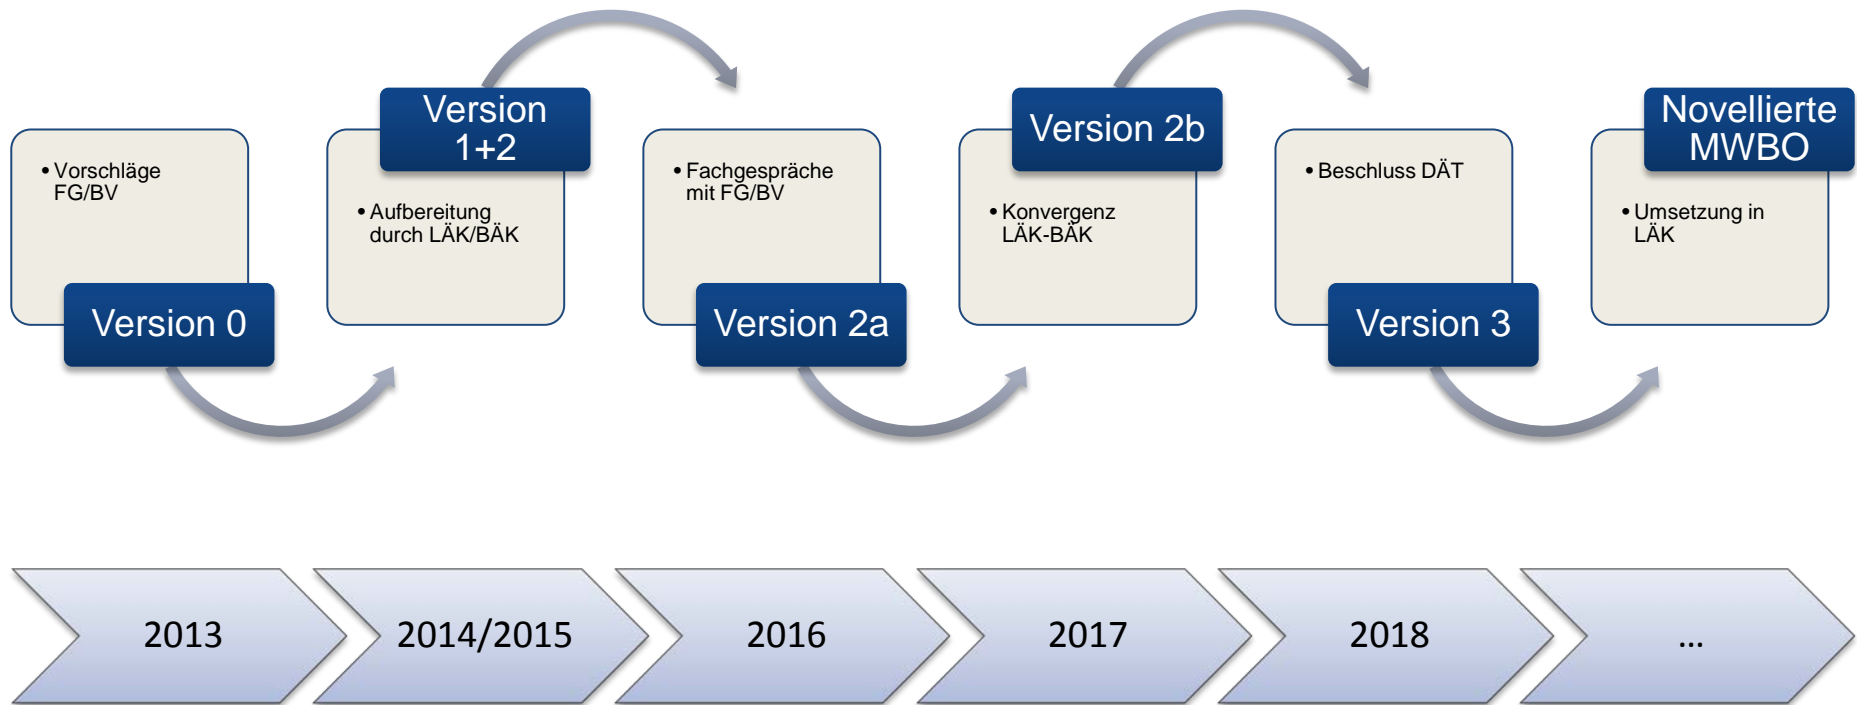 • Vorschläge
FG/BV
Version 0
Version
1+2
• Aufbereitung
durch LÄK/BÄK
• Fachgespräche
mit FG/BV
Version 2a
Version 2b
• Konvergenz
LÄK-BÄK
• Beschluss DÄT
Version 3
Novellierte
MWBO
• Umsetzung in
LÄK
2013
2014/2015
2016
2017
2018
...